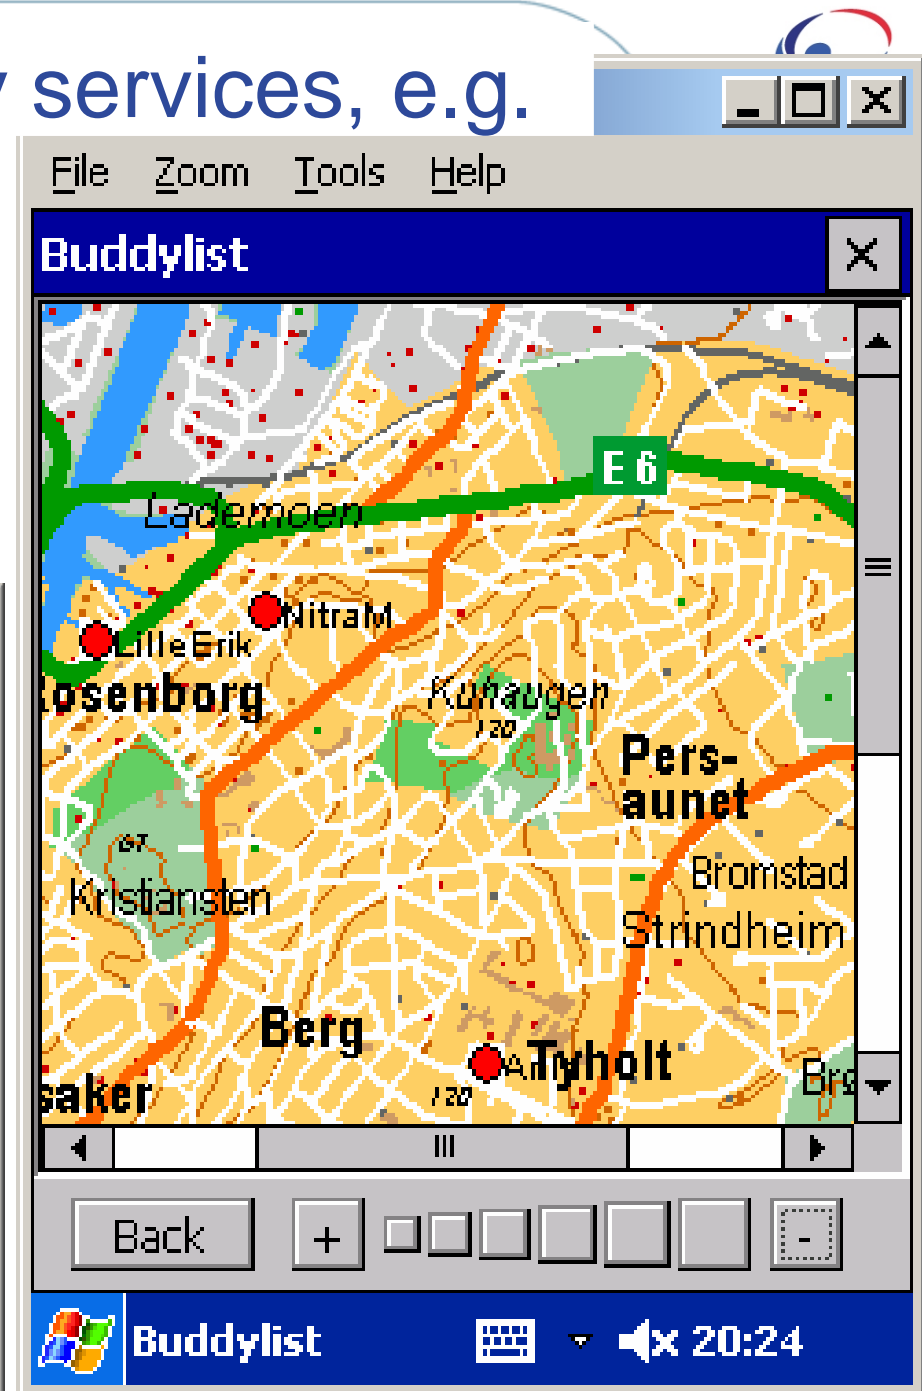 services, e.g.
File Zoom Tools Help
Buddylist
E 6
Lademoen
NitraM
LilleErik
osenborg
Kuhaugen
120
Pers-
aunet
67
Bromstad
Kristiansten
Strindheim
Berg
Tyholt
saker
120
Back + -
Buddylist 20:24